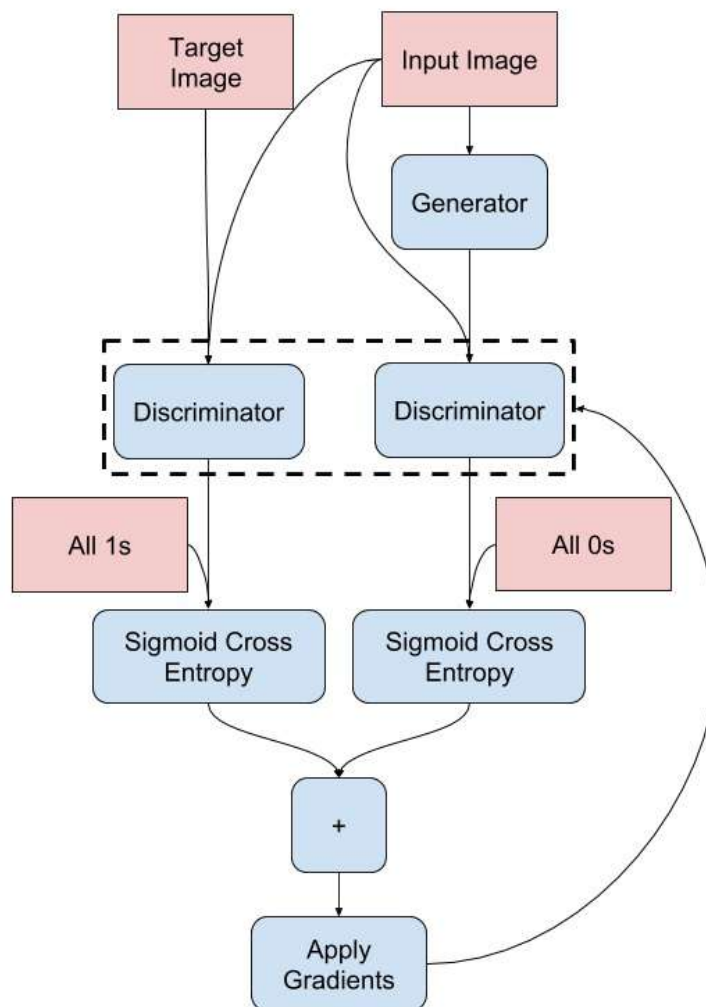 Target
Image
Input Image
Generator
Discriminator
Discriminator
All 1s
All 0s
Sigmoid Cross
Entropy
Sigmoid Cross
Entropy
+
Apply
Gradients